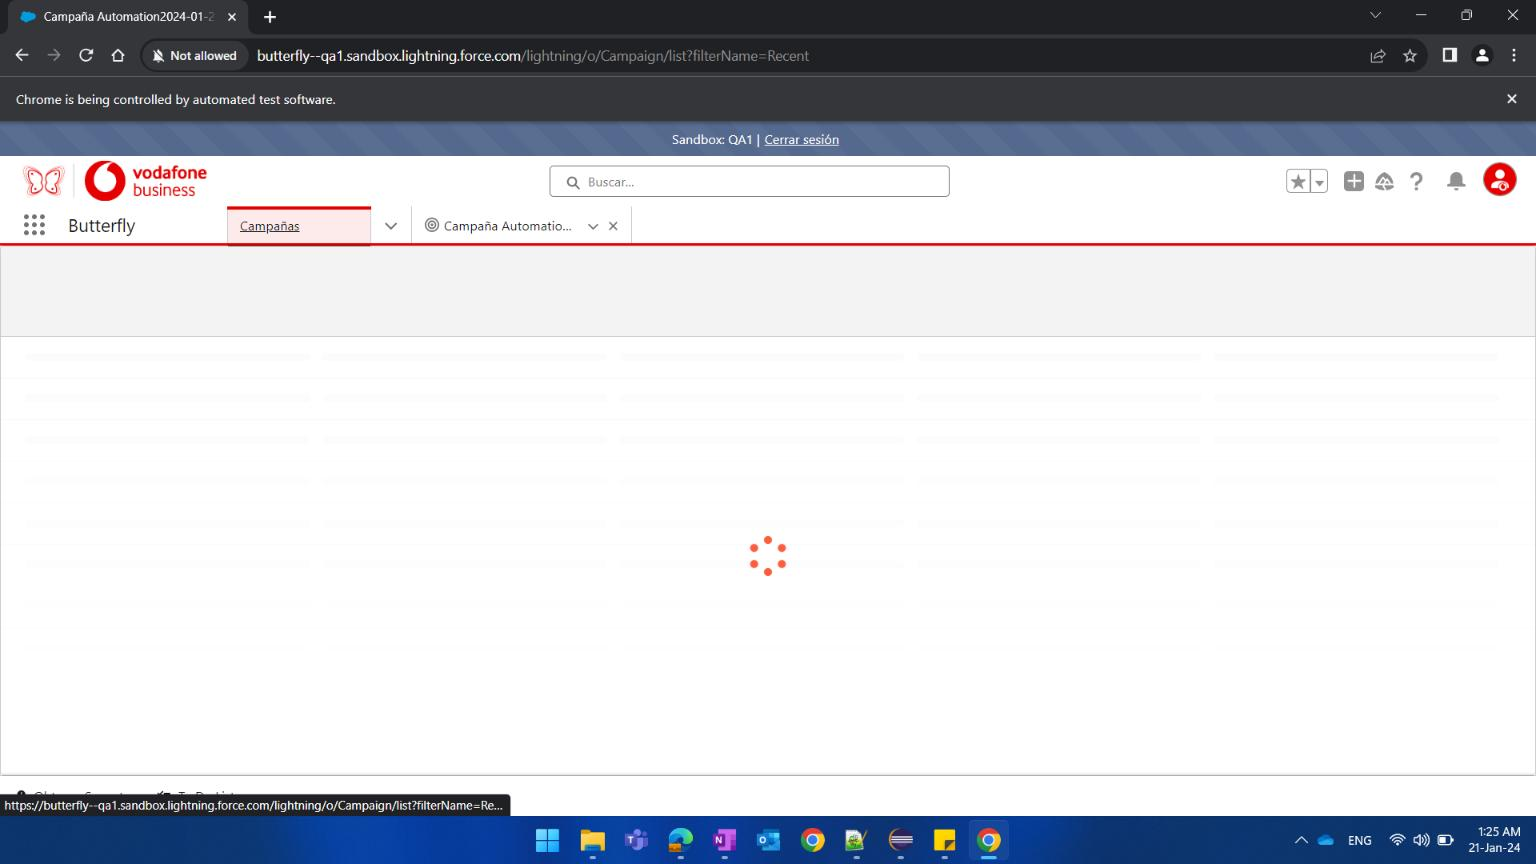 Campaña Automation2024-01-2
Not allowed
butterfly--qa1.sandbox.lightning.force.com/lightning/o/Campaign/list?filterName=Recent
Chrome is being controlled by automated test software.
Sandbox: QA1 | Cerrar sesión
vodafone
business
Buscar...
Butterfly
Campañas
Campaña Automatio...
https://butterfly--qa1.sandbox.lightning.force.com/lightning/o/Campaign/list?filterName=Re...
ENG
1:25 AM
21-Jan-24